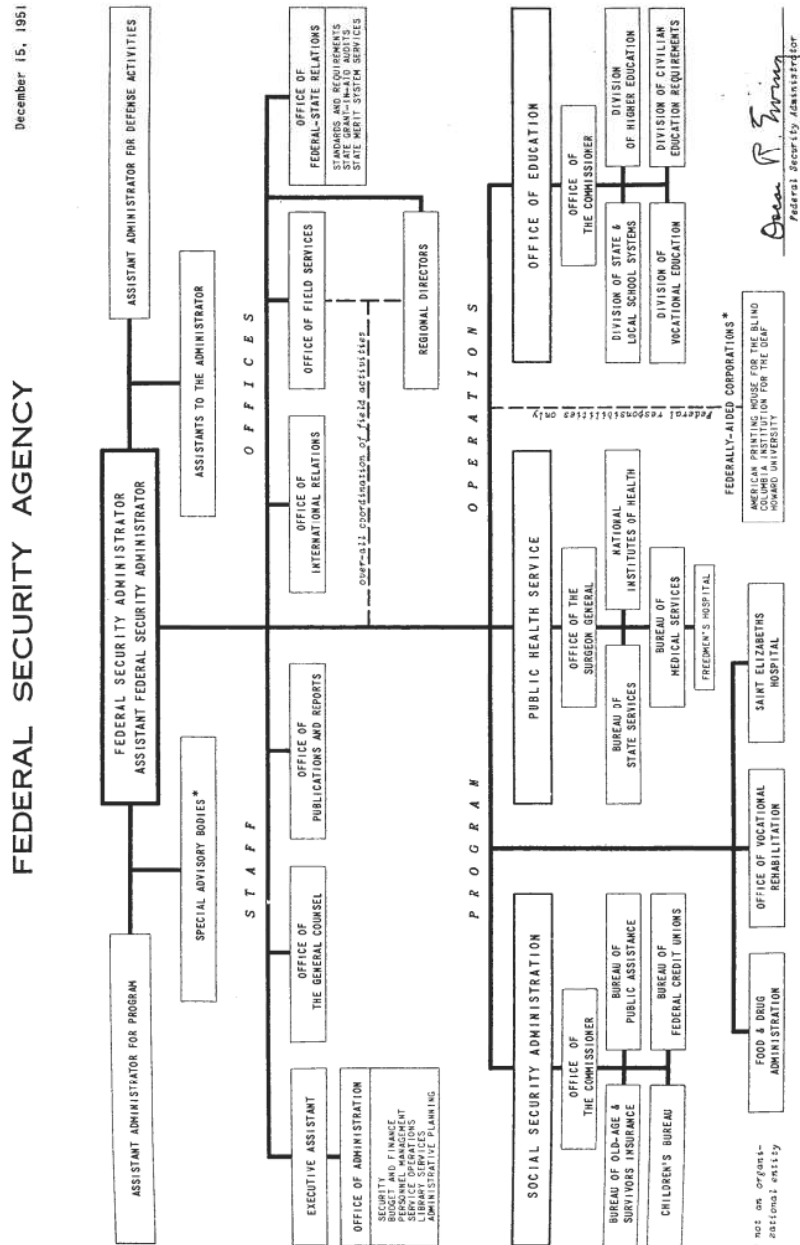 FEDERAL SECURITY AGENCY
December 15, 1951
ASSISTANT ADMINISTRATOR FOR PROGRAM
FEDERAL SECURITY ADMINISTRATOR
ASSISTANT FEDERAL SECURITY ADMINISTRATOR
ASSISTANT ADMINISTRATOR FOR DEFENSE ACTIVITIES
SPECIAL ADVISORY BODIES*
ASSISTANTS TO THE ADMINISTRATOR
STAFF
OFFICES
EXECUTIVE ASSISTANT
OFFICE OF ADMINISTRATION
SECURITY
BUDGET AND FINANCE
PERSONNEL MANAGEMENT
SERVICE OPERATIONS
LIBRARY SERVICES
ADMINISTRATIVE PLANNING
OFFICE OF
THE GENERAL COUNSEL
OFFICE OF
PUBLICATIONS AND REPORTS
OFFICE OF
INTERNATIONAL RELATIONS
OFFICE OF FIELD SERVICES
OFFICE OF
FEDERAL-STATE RELATIONS
STANDARDS AND REQUIREMENTS
STATE GRANT-IN-AID AUDITS
STATE MERIT SYSTEM SERVICES
over-all coordination of field activities
REGIONAL DIRECTORS
PROGRAM
OPERATIONS
SOCIAL SECURITY ADMINISTRATION
OFFICE OF
THE COMMISSIONER
BUREAU OF OLD-AGE &
SURVIVORS INSURANCE
BUREAU OF
PUBLIC ASSISTANCE
CHILDREN'S BUREAU
BUREAU OF
FEDERAL CREDIT UNIONS
PUBLIC HEALTH SERVICE
OFFICE OF THE
SURGEON GENERAL
BUREAU OF
STATE SERVICES
NATIONAL
INSTITUTES OF HEALTH
BUREAU OF
MEDICAL SERVICES
FREEDMEN'S HOSPITAL
Federal responsibilities only
OFFICE OF EDUCATION
OFFICE OF
THE COMMISSIONER
DIVISION OF STATE &
LOCAL SCHOOL SYSTEMS
DIVISION
OF HIGHER EDUCATION
DIVISION OF
VOCATIONAL EDUCATION
DIVISION OF CIVILIAN
EDUCATION REQUIREMENTS
FOOD & DRUG
ADMINISTRATION
OFFICE OF VOCATIONAL
REHABILITATION
SAINT ELIZABETHS
HOSPITAL
FEDERALLY-AIDED CORPORATIONS*
AMERICAN PRINTING HOUSE FOR THE BLIND
COLUMBIA INSTITUTION FOR THE DEAF
HOWARD UNIVERSITY
not an organi-
zational entity
Oscar R. Ewing
Federal Security Administrator